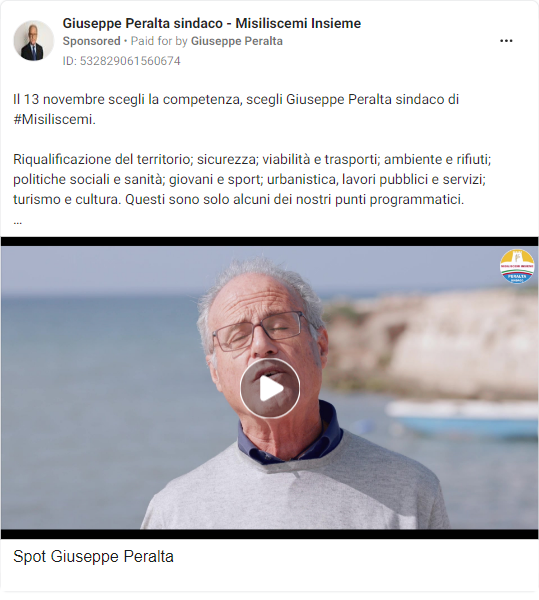 Giuseppe Peralta sindaco - Misiliscemi Insieme
Sponsored • Paid for by Giuseppe Peralta
ID: 532829061560674
Il 13 novembre scegli la competenza, scegli Giuseppe Peralta sindaco di
#Misiliscemi.
Riqualificazione del territorio; sicurezza; viabilità e trasporti; ambiente e rifiuti;
politiche sociali e sanità; giovani e sport; urbanistica, lavori pubblici e servizi;
turismo e cultura. Questi sono solo alcuni dei nostri punti programmatici.
...
PERALTA
Spot Giuseppe Peralta